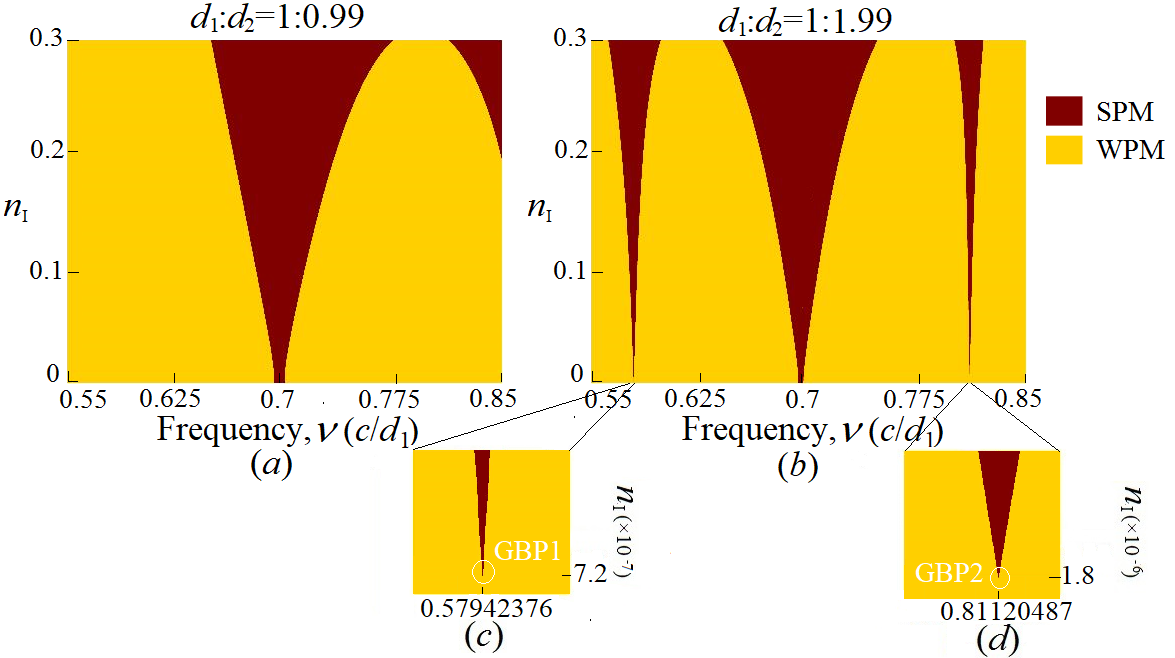 d1:d2=1:0.99
0.3
0.2
nI
0.1
0
0.55 0.625 0.7 0.775 0.85
Frequency, ν (c/d1)
(a)
d1:d2=1:1.99
0.3
0.2
nI
0.1
0
0.55 0.625 0.7 0.775 0.85
Frequency, ν (c/d1)
(b)
SPM
WPM
GBP1
nI (×10-7)
7.2
0.57942376
(c)
GBP2
nI (×10-6)
1.8
0.81120487
(d)